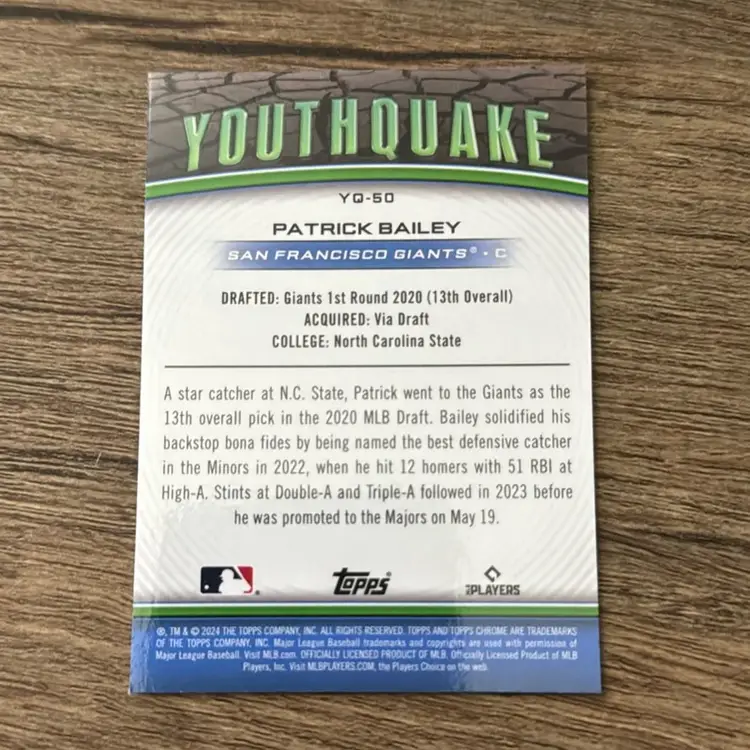 YOUTHQUAKE
YQ-50
PATRICK BAILEY
SAN FRANCISCO GIANTS® • C
DRAFTED: Giants 1st Round 2020 (13th Overall)
ACQUIRED: Via Draft
COLLEGE: North Carolina State
A star catcher at N.C. State, Patrick went to the Giants as the
13th overall pick in the 2020 MLB Draft. Bailey solidified his
backstop bona fides by being named the best defensive catcher
in the Minors in 2022, when he hit 12 homers with 51 RBI at
High-A. Stints at Double-A and Triple-A followed in 2023 before
he was promoted to the Majors on May 19.
Topps®
MLB PLAYERS
®, TM & © 2024 THE TOPPS COMPANY, INC. ALL RIGHTS RESERVED. TOPPS AND TOPPS CHROME ARE TRADEMARKS
OF THE TOPPS COMPANY, INC. Major League Baseball trademarks and copyrights are used with permission of
Major League Baseball. Visit MLB.com. OFFICIALLY LICENSED PRODUCT OF MLB. Officially Licensed Product of MLB
Players, Inc. Visit MLBPLAYERS.COM, the Players Choice on the web.